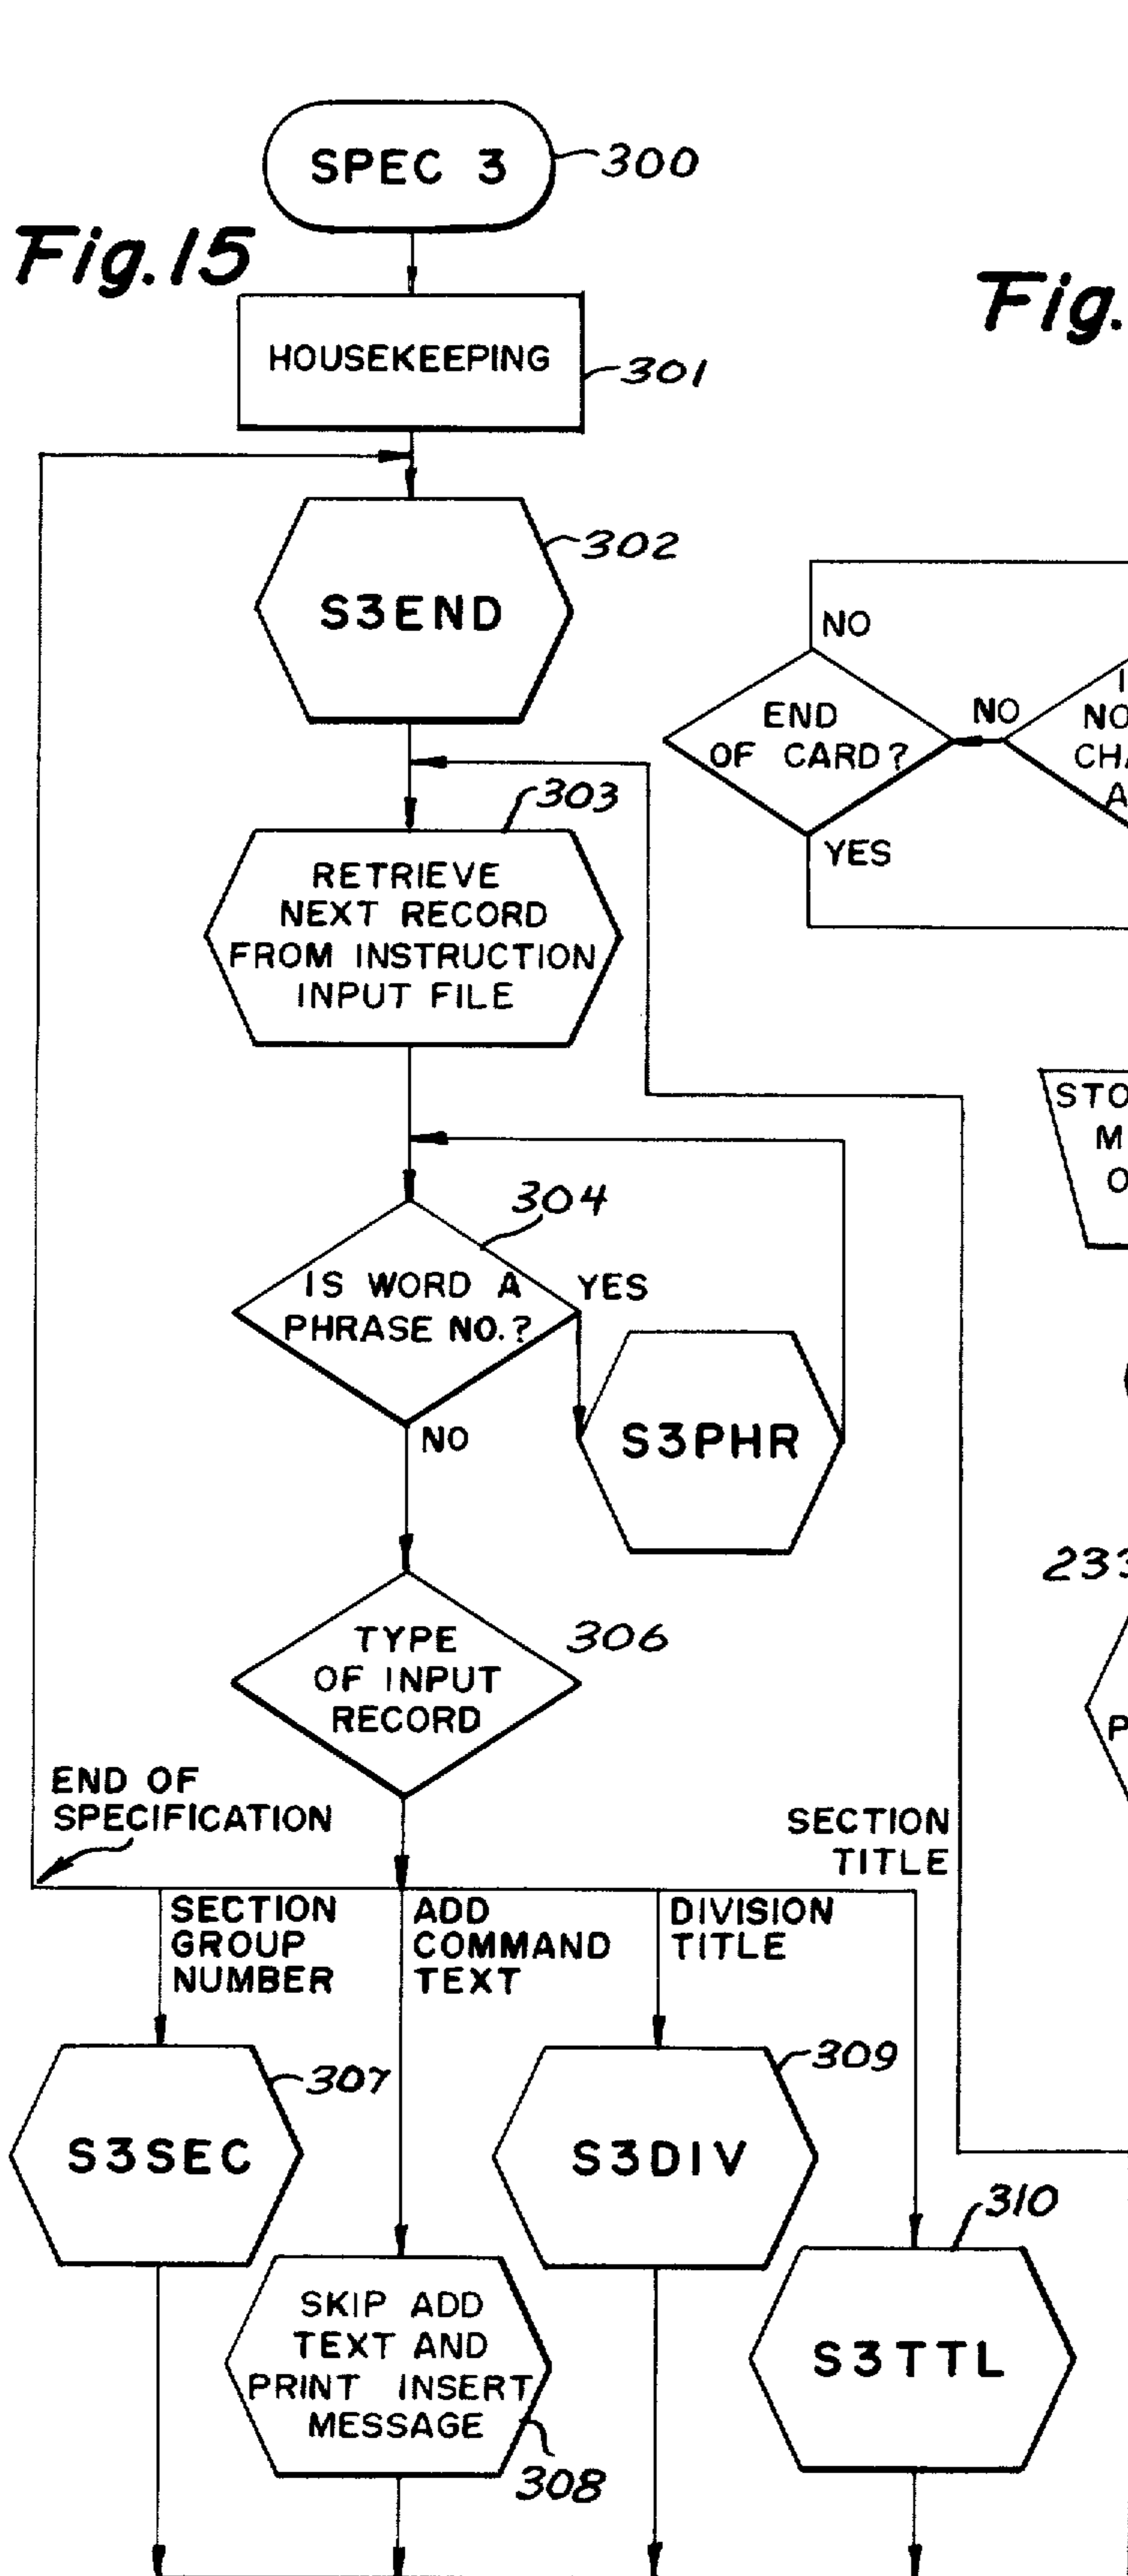 SPEC 3
300
Fig. 15
Fig.
HOUSEKEEPING
301
302
S3END
NO
END
OF CARD?
NO
YES
303
RETRIEVE
NEXT RECORD
FROM INSTRUCTION
INPUT FILE
304
IS WORD A
PHRASE NO.?
YES
NO
S3PHR
233
TYPE
OF INPUT
RECORD
306
END OF
SPECIFICATION
SECTION
TITLE
SECTION
GROUP
NUMBER
ADD
COMMAND
TEXT
DIVISION
TITLE
307
S3SEC
309
S3DIV
310
SKIP ADD
TEXT AND
PRINT INSERT
MESSAGE
308
S3TTL